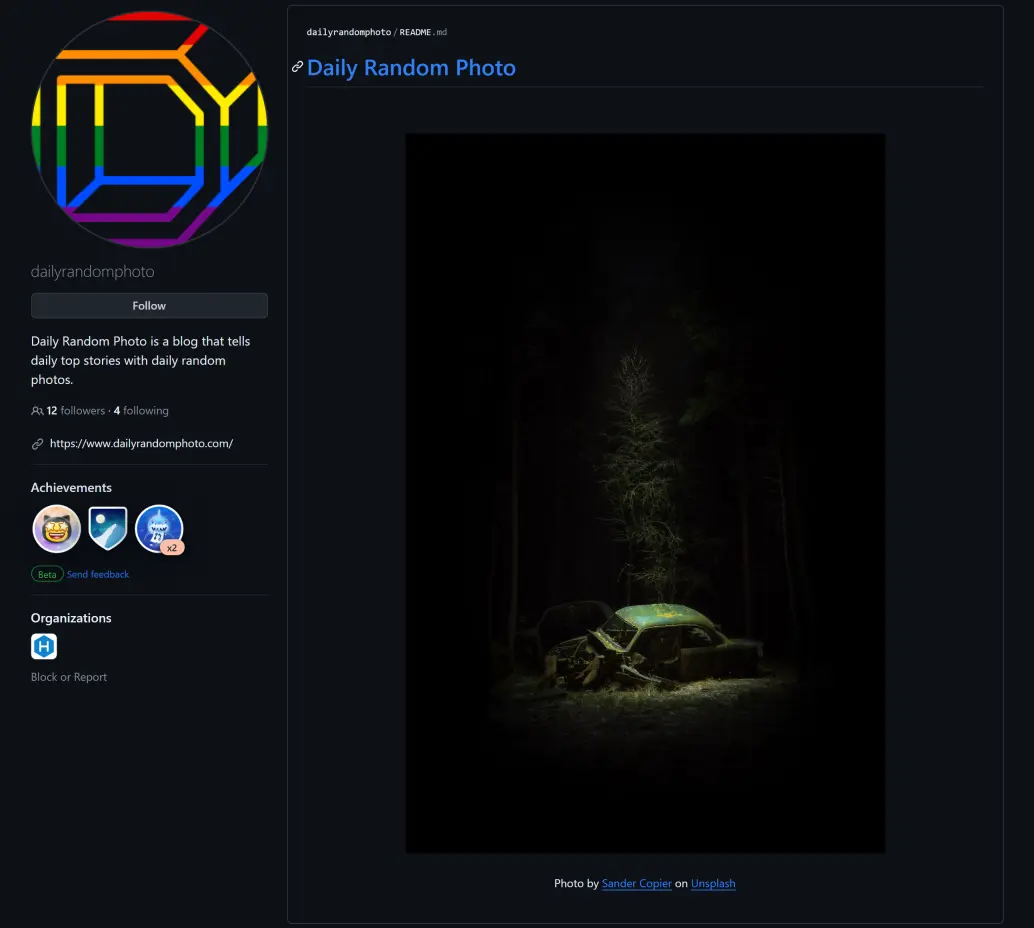 dailyrandomphoto
Follow
Daily Random Photo is a blog that tells
daily top stories with daily random
photos.
12 followers · 4 following
https://www.dailyrandomphoto.com/
Achievements
x2
Beta Send feedback
Organizations
H
Block or Report
dailyrandomphoto / README.md
Daily Random Photo
Photo by Sander Copier on Unsplash